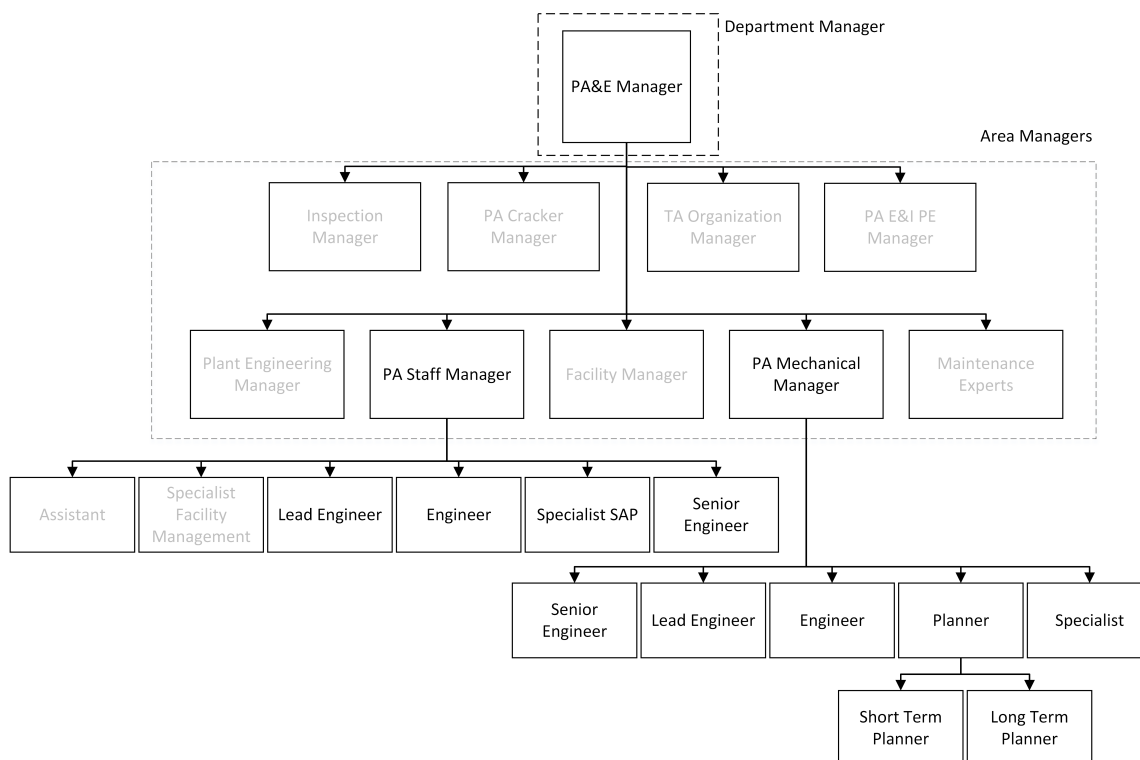 Department Manager
PA&E Manager
Area Managers
Inspection
Manager
PA Cracker
Manager
TA Organization
Manager
PA E&I PE
Manager
Plant Engineering
Manager
PA Staff Manager
Facility Manager
PA Mechanical
Manager
Maintenance
Experts
Assistant
Specialist
Facility
Management
Lead Engineer
Engineer
Specialist SAP
Senior
Engineer
Senior
Engineer
Lead Engineer
Engineer
Planner
Specialist
Short Term
Planner
Long Term
Planner